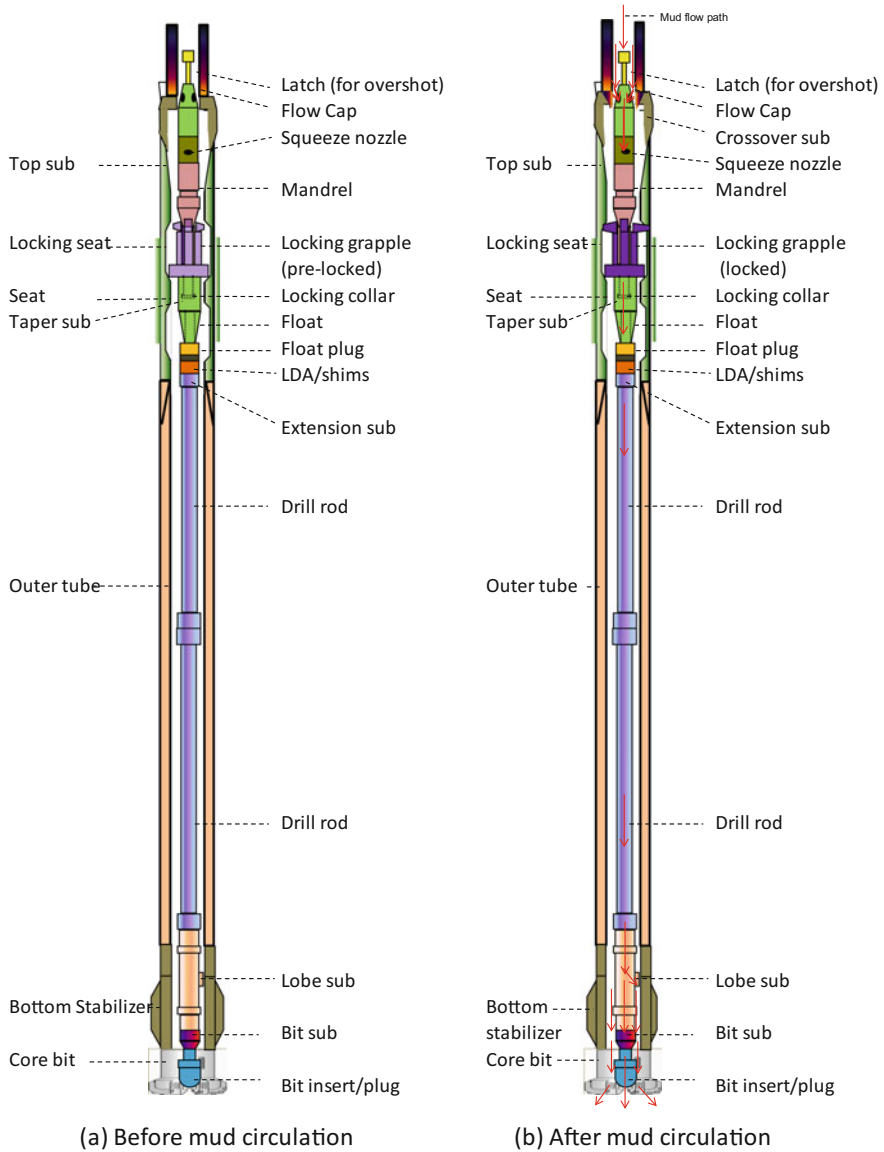 Mud flow path
Latch (for overshot)
Flow Cap
Squeeze nozzle
Top sub
Mandrel
Locking seat
Locking grapple
(pre-locked)
Seat
Locking collar
Taper sub
Float
Float plug
LDA/shims
Extension sub
Drill rod
Outer tube
Drill rod
Lobe sub
Bottom Stabilizer
Bit sub
Core bit
Bit insert/plug
(a) Before mud circulation
Latch (for overshot)
Flow Cap
Crossover sub
Top sub
Squeeze nozzle
Mandrel
Locking seat
Locking grapple
(locked)
Seat
Locking collar
Taper sub
Float
Float plug
LDA/shims
Extension sub
Drill rod
Outer tube
Drill rod
Lobe sub
Bottom
stabilizer
Bit sub
Core bit
Bit insert/plug
(b) After mud circulation